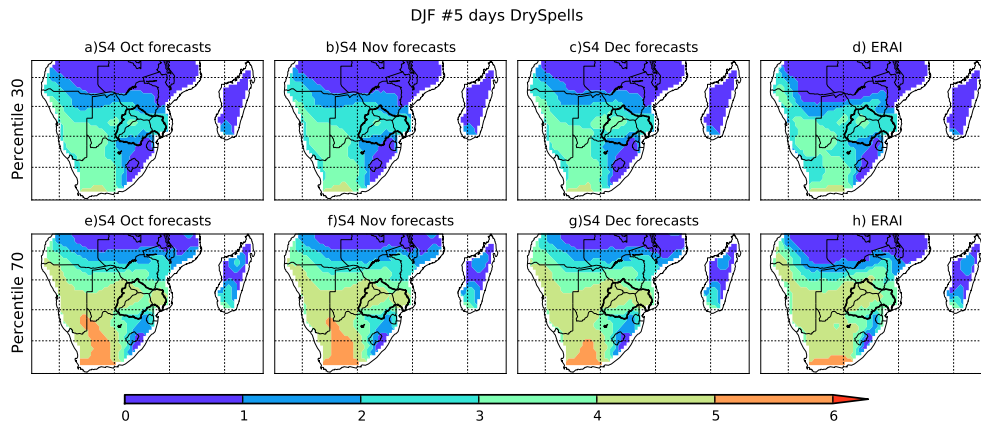 DJF #5 days DrySpells
a)S4 Oct forecasts
b)S4 Nov forecasts
c)S4 Dec forecasts
d) ERAI
Percentile 30
e)S4 Oct forecasts
f)S4 Nov forecasts
g)S4 Dec forecasts
h) ERAI
Percentile 70
0 1 2 3 4 5 6